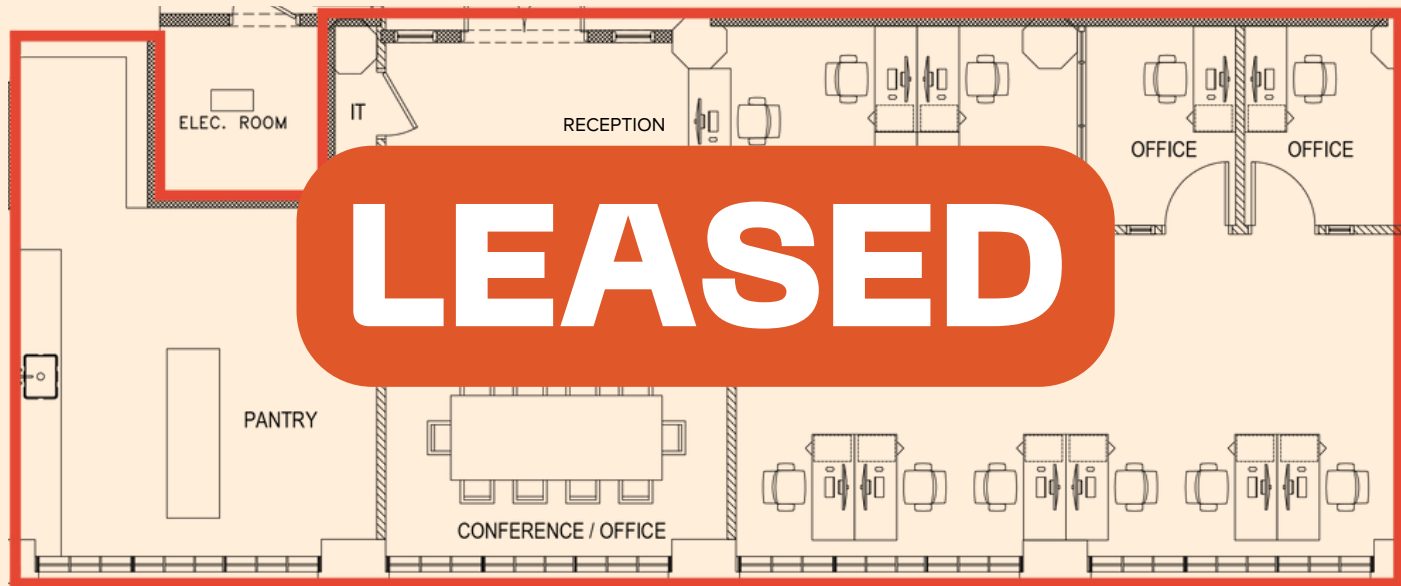 ELEC. ROOM
IT
RECEPTION
OFFICE
OFFICE
LEASED
PANTRY
CONFERENCE / OFFICE